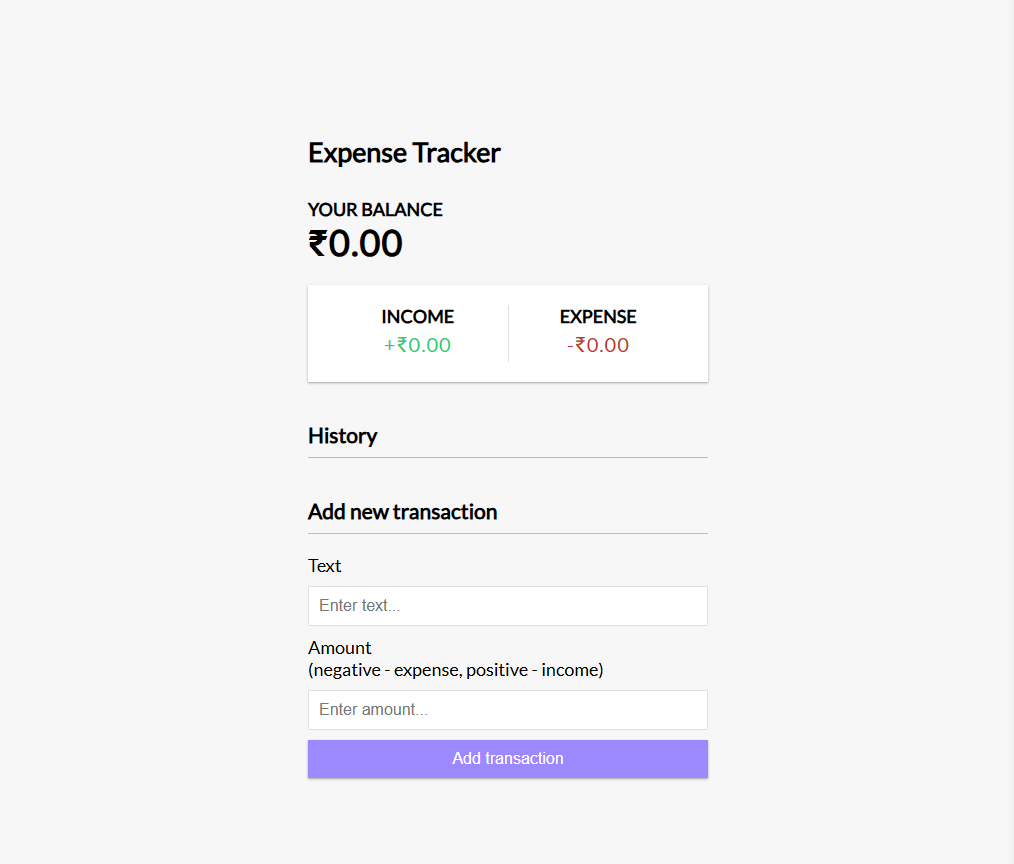 Expense Tracker
YOUR BALANCE
₹0.00
INCOME
EXPENSE
+₹0.00
-₹0.00
History
Add new transaction
Text
Enter text...
Amount
(negative - expense, positive - income)
Enter amount...
Add transaction